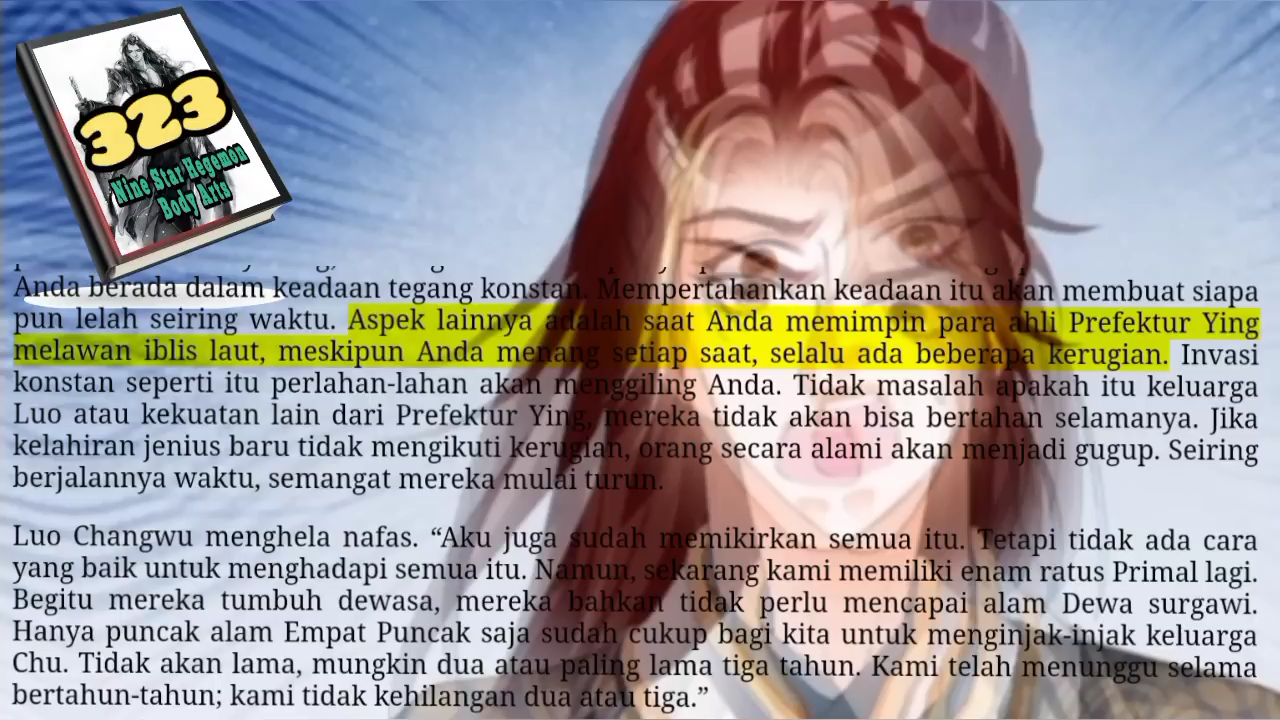 323
Nine Star Hegemon
Body Arts
Anda berada dalam keadaan tegang konstan. Mempertahankan keadaan itu akan membuat siapa
pun lelah seiring waktu. Aspek lainnya adalah saat Anda memimpin para ahli Prefektur Ying
melawan iblis laut, meskipun Anda menang setiap saat, selalu ada beberapa kerugian. Invasi
konstan seperti itu perlahan-lahan akan menggiling Anda. Tidak masalah apakah itu keluarga
Luo atau kekuatan lain dari Prefektur Ying, mereka tidak akan bisa bertahan selamanya. Jika
kelahiran jenius baru tidak mengikuti kerugian, orang secara alami akan menjadi gugup. Seiring
berjalannya waktu, semangat mereka mulai turun.
Luo Changwu menghela nafas. “Aku juga sudah memikirkan semua itu. Tetapi tidak ada cara
yang baik untuk menghadapi semua itu. Namun, sekarang kami memiliki enam ratus Primal lagi.
Begitu mereka tumbuh dewasa, mereka bahkan tidak perlu mencapai alam Dewa surgawi.
Hanya puncak alam Empat Puncak saja sudah cukup bagi kita untuk menginjak-injak keluarga
Chu. Tidak akan lama, mungkin dua atau paling lama tiga tahun. Kami telah menunggu selama
bertahun-tahun; kami tidak kehilangan dua atau tiga.”